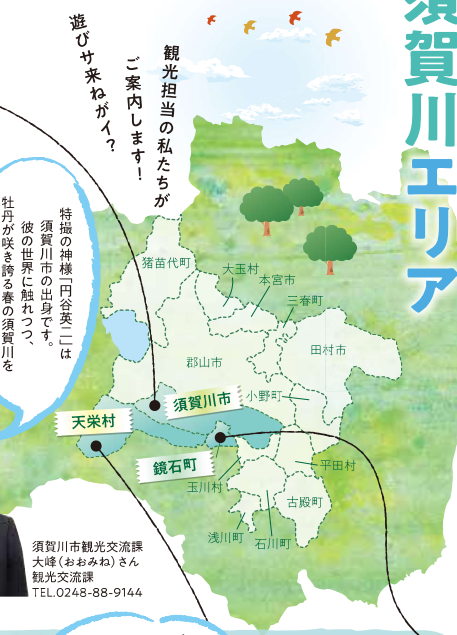 須賀川エリア
観光担当の私たちが
ご案内します!
遊びサ来ねがイ?
特撮の神様「円谷英二」は
須賀川市の出身です。
彼の世界に触れつつ、
牡丹が咲き誇る春の須賀川を
猪苗代町
大玉村
本宮市
三春町
田村市
郡山市
小野町
須賀川市
天栄村
鏡石町
平田村
玉川村
古殿町
浅川町
石川町
須賀川市観光交流課
大峰(おおみね)さん
観光交流課
TEL.0248-88-9144